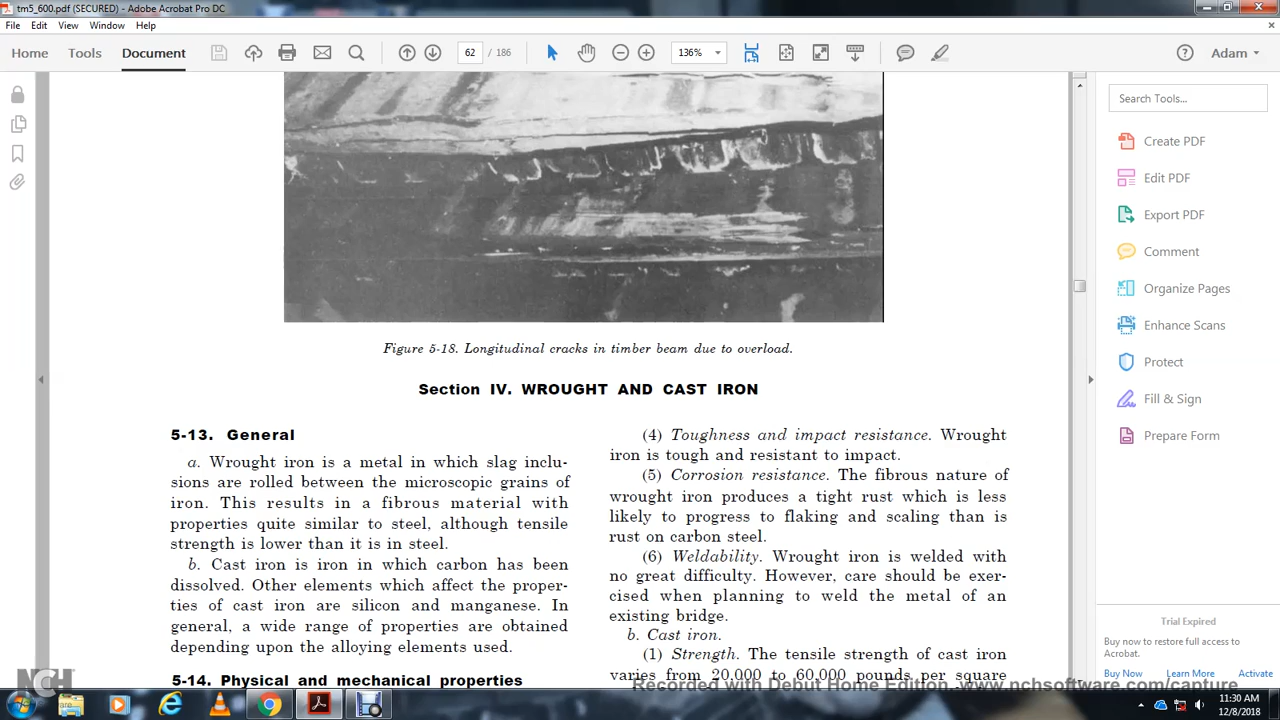 tm5_600.pdf (SECURED) - Adobe Acrobat Pro DC
File Edit View Window Help
Home Tools Document 62 / 186 136% Adam
Search Tools...
Create PDF
Edit PDF
Export PDF
Comment
Organize Pages
Enhance Scans
Protect
Fill & Sign
Prepare Form
Trial Expired
Buy now to restore full access to
Acrobat.
Buy Now Learn More Activate
Figure 5-18. Longitudinal cracks in timber beam due to overload.
Section IV. WROUGHT AND CAST IRON
5-13. General
a. Wrought iron is a metal in which slag inclu-
sions are rolled between the microscopic grains of
iron. This results in a fibrous material with
properties quite similar to steel, although tensile
strength is lower than it is in steel.
b. Cast iron is iron in which carbon has been
dissolved. Other elements which affect the proper-
ties of cast iron are silicon and manganese. In
general, a wide range of properties are obtained
depending upon the alloying elements used.
5-14. Physical and mechanical properties
(4) Toughness and impact resistance. Wrought
iron is tough and resistant to impact.
(5) Corrosion resistance. The fibrous nature of
wrought iron produces a tight rust which is less
likely to progress to flaking and scaling than is
rust on carbon steel.
(6) Weldability. Wrought iron is welded with
no great difficulty. However, care should be exer-
cised when planning to weld the metal of an
existing bridge.
b. Cast iron.
(1) Strength. The tensile strength of cast iron
varies from 20,000 to 60,000 pounds per square
NCH
Recorded with Debut Home Edition. www.nchsoftware.com/capture
11:30 AM
12/8/2018